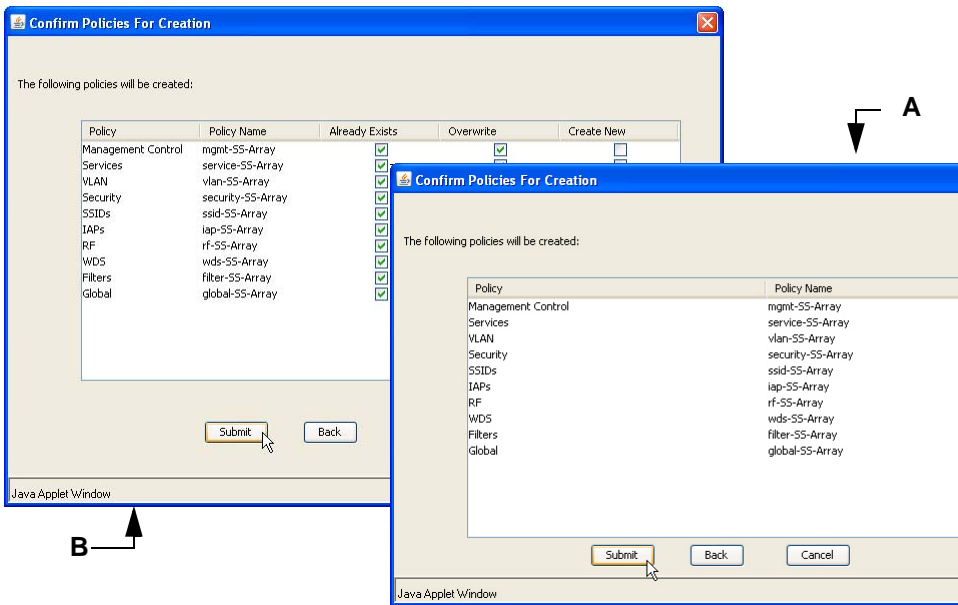 Confirm Policies For Creation
The following policies will be created:
Policy Policy Name Already Exists Overwrite Create New
Management Control mgmt-SS-Array
Services service-SS-Array
VLAN vlan-SS-Array
Security security-SS-Array
SSIDs ssid-SS-Array
IAPs iap-SS-Array
RF rf-SS-Array
WDS wds-SS-Array
Filters filter-SS-Array
Global global-SS-Array
Submit Back
Java Applet Window
B
A
Confirm Policies For Creation
The following policies will be created:
Policy Policy Name
Management Control mgmt-SS-Array
Services service-SS-Array
VLAN vlan-SS-Array
Security security-SS-Array
SSIDs ssid-SS-Array
IAPs iap-SS-Array
RF rf-SS-Array
WDS wds-SS-Array
Filters filter-SS-Array
Global global-SS-Array
Submit Back Cancel
Java Applet Window